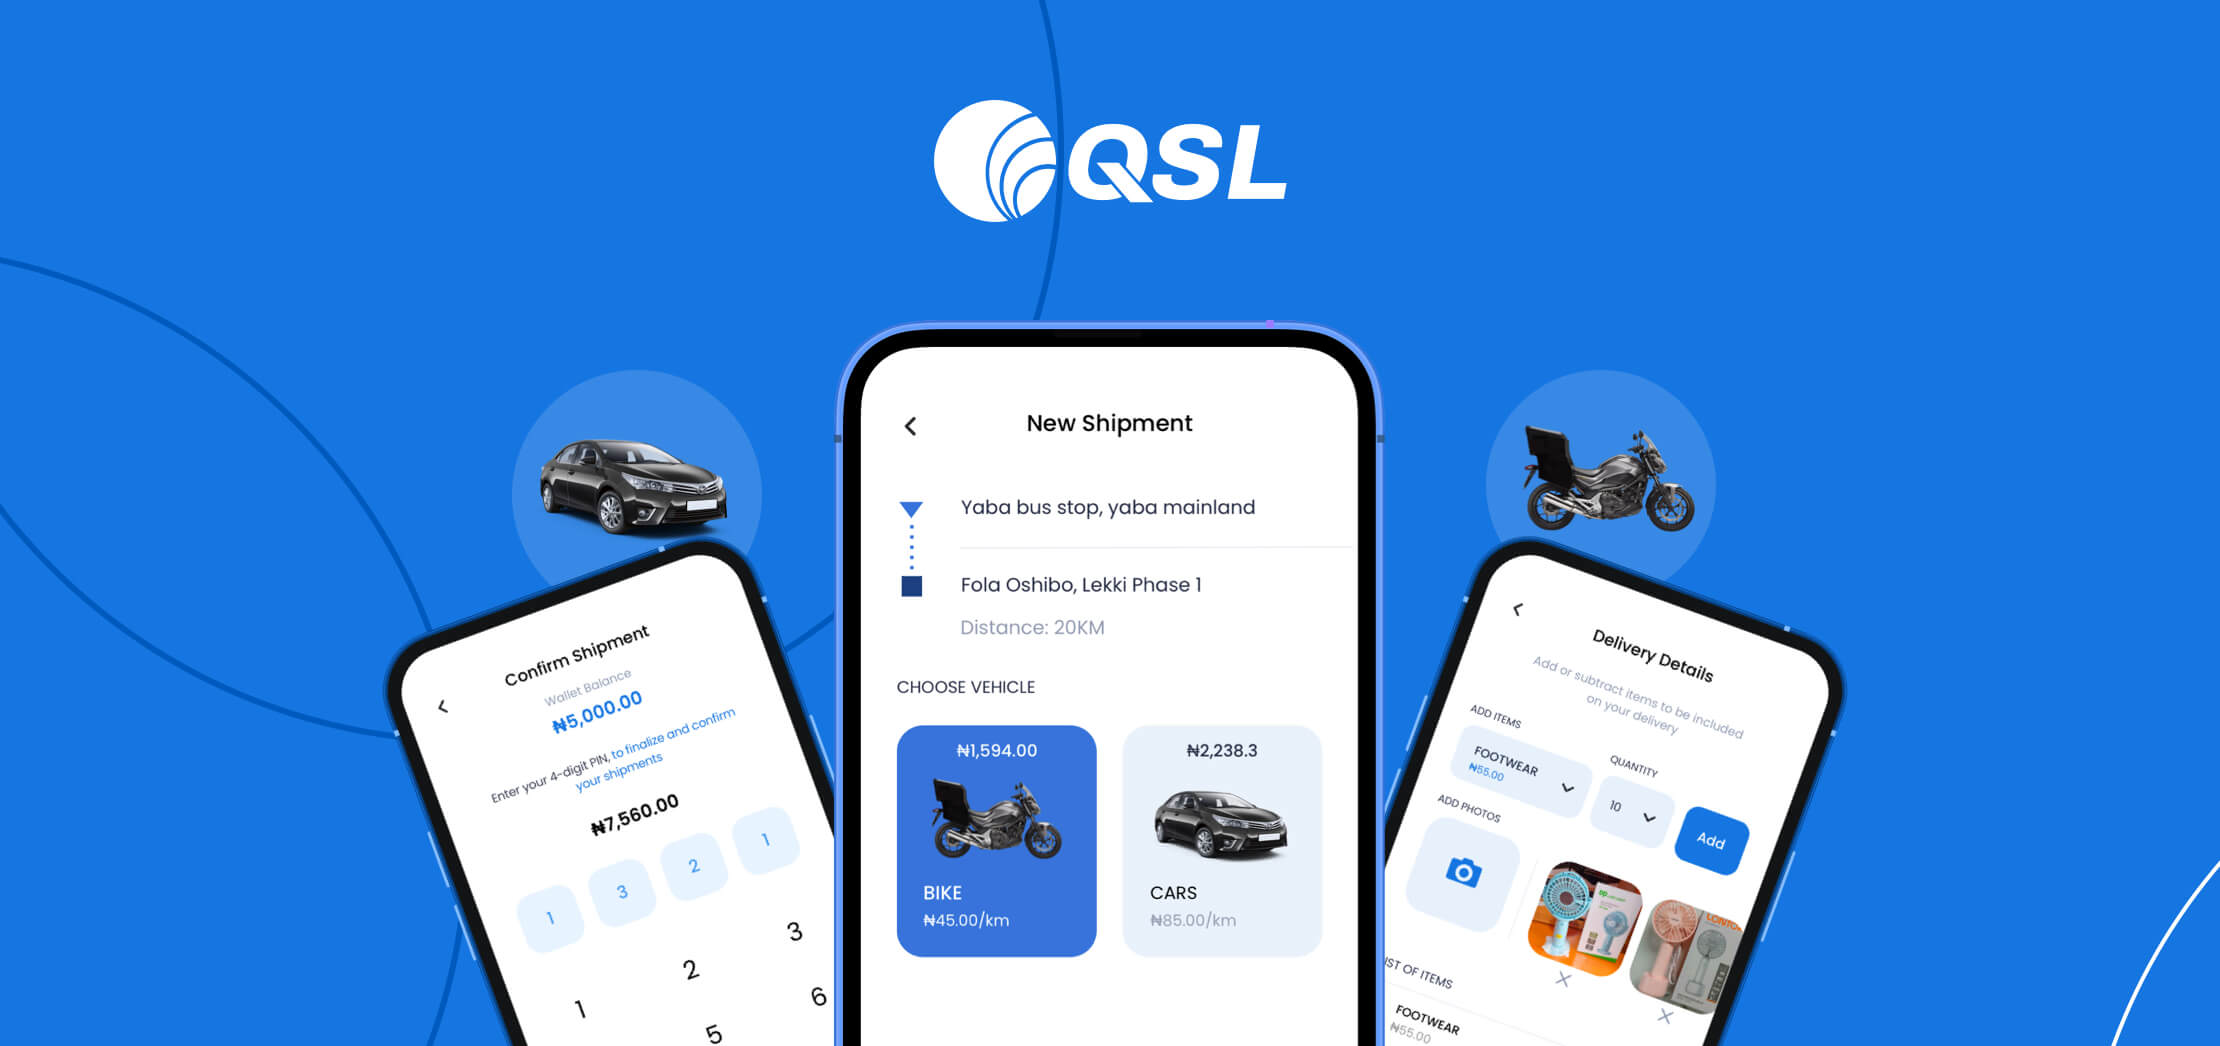 QSL
Confirm Shipment
Wallet Balance
₦5,000.00
Enter your 4-digit PIN, to finalize and confirm
your shipments
₦7,560.00
1 3 2 1
1 2 3
5 6
New Shipment
Yaba bus stop, yaba mainland
Fola Oshibo, Lekki Phase 1
Distance: 20KM
CHOOSE VEHICLE
₦1,594.00
BIKE
₦45.00/km
₦2,238.3
CARS
₦85.00/km
Delivery Details
Add or subtract items to be included
on your delivery
ADD ITEMS
FOOTWEAR
₦55.00
QUANTITY
10
Add
ADD PHOTOS
IST OF ITEMS
FOOTWEAR
₦55.00